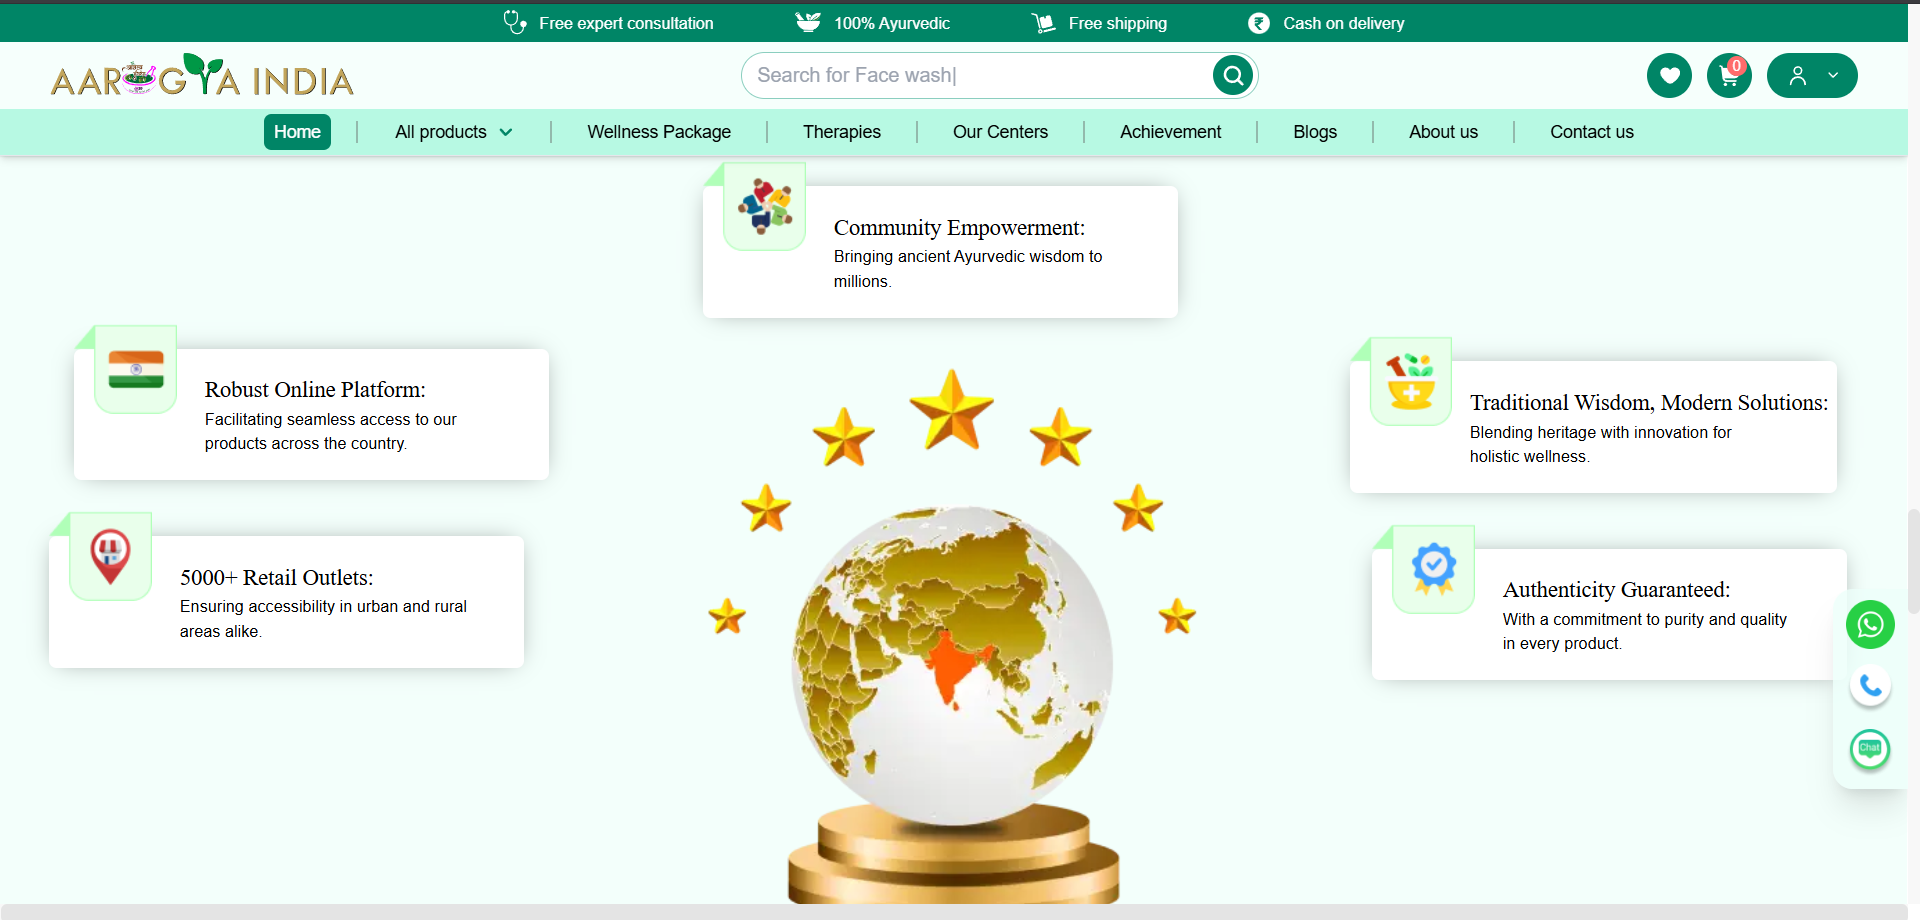 Free expert consultation
100% Ayurvedic
Free shipping
Cash on delivery
AAROGYA INDIA
Search for Face wash|
0
Home
All products
Wellness Package
Therapies
Our Centers
Achievement
Blogs
About us
Contact us
Community Empowerment:
Bringing ancient Ayurvedic wisdom to
millions.
Robust Online Platform:
Facilitating seamless access to our
products across the country.
Traditional Wisdom, Modern Solutions:
Blending heritage with innovation for
holistic wellness.
5000+ Retail Outlets:
Ensuring accessibility in urban and rural
areas alike.
Authenticity Guaranteed:
With a commitment to purity and quality
in every product.
Chat